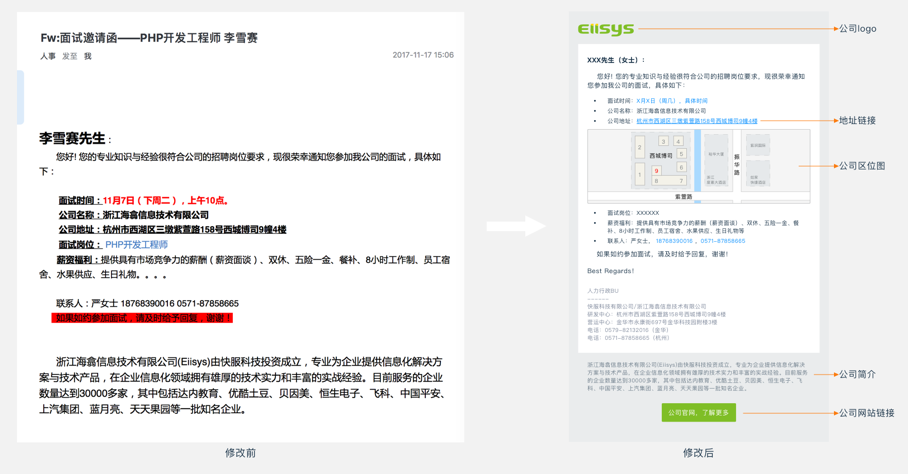 Fw:面试邀请函——PHP开发工程师 李雪赛
人事 发至 我
2017-11-17 15:06
李雪赛先生：
您好! 您的专业知识与经验很符合公司的招聘岗位要求，现很荣幸通知您参加我公司的面试，具体如
下：
面试时间：11月7日（下周二），上午10点。
公司名称：浙江海鑫信息技术有限公司
公司地址：杭州市西湖区三墩紫萱路158号西城博司9幢4楼
面试岗位： PHP开发工程师
薪资福利：提供具有市场竞争力的薪酬（薪资面谈）、双休、五险一金、餐补、8小时工作制、员工宿
舍、水果供应、生日礼物。。。。
联系人：严女士 18768390016 0571-87858665
如果如约参加面试，请及时给予回复，谢谢！
浙江海鑫信息技术有限公司(Eiisys)由快服科技投资成立，专业为企业提供信息化解决方
案与技术产品，在企业信息化领域拥有雄厚的技术实力和丰富的实战经验。目前服务的企业
数量达到30000多家，其中包括达内教育、优酷土豆、贝因美、恒生电子、飞科、中国平安、
上汽集团、蓝月亮、天天果园等一批知名企业。
修改前
Eiisys
公司logo
XXX先生（女士）：
您好! 您的专业知识与经验很符合公司的招聘岗位要求，现很荣幸通知
您参加我公司的面试，具体如下：
• 面试时间：X月X日（周几），具体时间
• 公司名称：浙江海鑫信息技术有限公司
• 公司地址：杭州市西湖区紫萱路158号西城博司9幢4楼
地址链接
2
3
4
西城博司
5
1
9
6
8
7
振华路
紫萱路
公司区位图
• 面试岗位：XXXXXX
• 薪资福利：提供具有市场竞争力的薪酬（薪资面谈）、双休、五险一金、餐
补、8小时工作制、员工宿舍、水果供应、生日礼物等
• 联系人：严女士，18768390016 ，0571-87858665
如果如约参加面试，请及时给予回复，谢谢！
Best Regards!
人力行政BU
------
快服科技有限公司/浙江海鑫信息技术有限公司
研发中心：杭州市西湖区紫萱路158号西城博司9幢4楼
营运中心：金华市永康街697号金华科技园附楼3楼
电话：0579-82132016（金华）
电话：0571-87858665（杭州）
浙江海鑫信息技术有限公司(Eiisys)由快服科技投资成立，专业为企业提供信息化解决
方案与技术产品，在企业信息化领域拥有雄厚的技术实力和丰富的实战经验。目前服务
的企业数量达到30000多家，其中包括达内教育、优酷土豆、贝因美、恒生电子、飞
科、中国平安、上汽集团、蓝月亮、天天果园等一批知名企业。
公司简介
公司官网，了解更多
公司网站链接
修改后